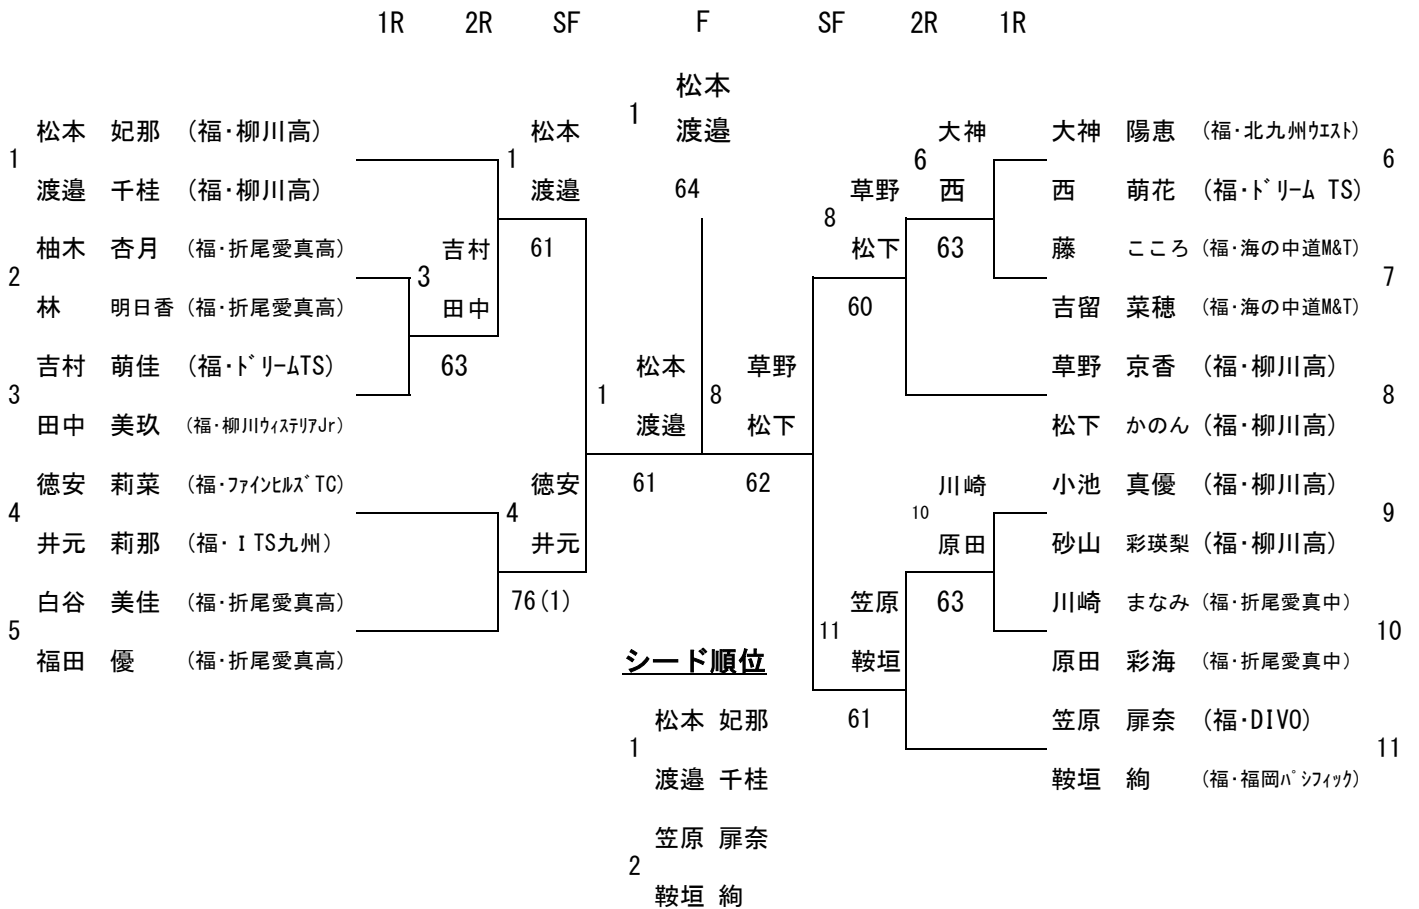 1R 2R SF F SF 2R 1R
松本
1
渡邉
64
松本 妃那 (福・柳川高)
1
渡邉 千桂 (福・柳川高)
柚木 杏月 (福・折尾愛真高)
2
林 明日香 (福・折尾愛真高)
吉村 萌佳 (福・ドリームTS)
3
田中 美玖 (福・柳川ウィステリアJr)
徳安 莉菜 (福・ファインヒルズTC)
4
井元 莉那 (福・ITS九州)
白谷 美佳 (福・折尾愛真高)
5
福田 優 (福・折尾愛真高)
吉村
3
田中
63
松本
1
渡邉
61
徳安
4
井元
76(1)
松本
1
渡邉
61
草野
8
松下
62
草野
8
松下
60
笠原
11
鞍垣
61
大神
6
西
63
川崎
10
原田
63
大神 陽恵 (福・北九州ウエスト)
6
西 萌花 (福・ドリーム TS)
藤 こころ (福・海の中道M&T)
7
吉留 菜穂 (福・海の中道M&T)
草野 京香 (福・柳川高)
8
松下 かのん (福・柳川高)
小池 真優 (福・柳川高)
9
砂山 彩瑛梨 (福・柳川高)
川崎 まなみ (福・折尾愛真中)
10
原田 彩海 (福・折尾愛真中)
笠原 扉奈 (福・DIVO)
11
鞍垣 絢 (福・福岡パシフィック)
シード順位
松本 妃那
1
渡邉 千桂
笠原 扉奈
2
鞍垣 絢